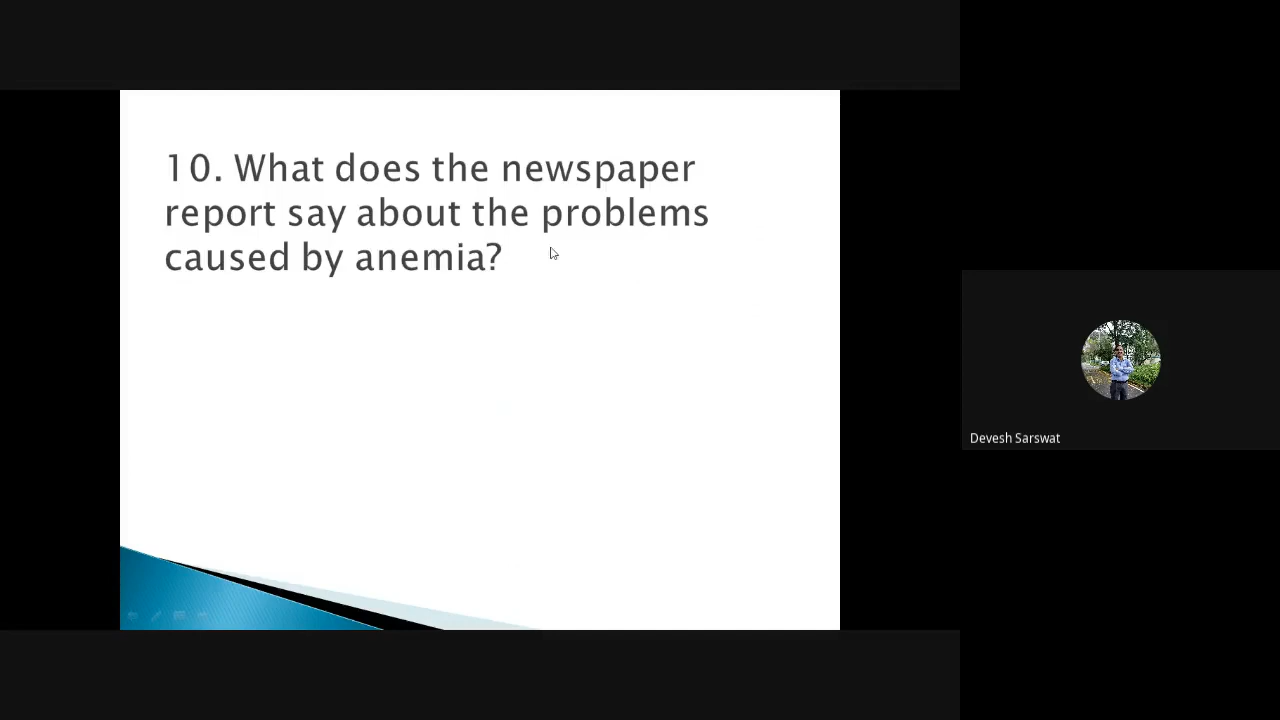 10. What does the newspaper
report say about the problems
caused by anemia?
Devesh Sarswat